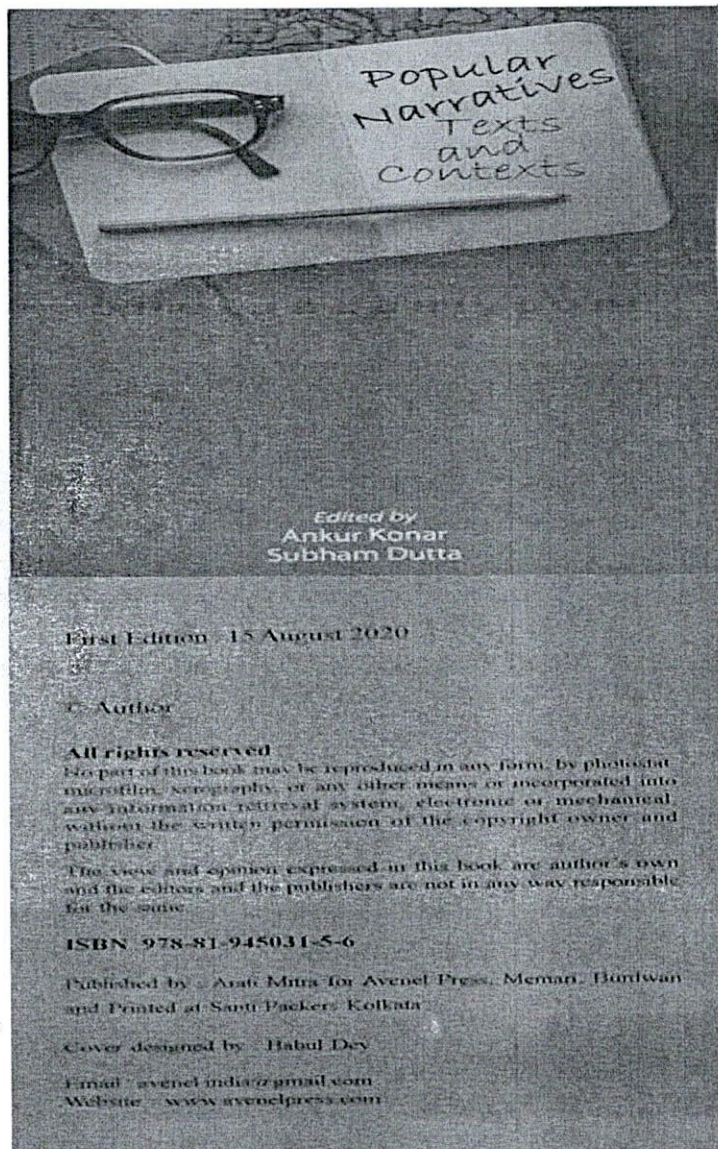 Popular
Narratives
Texts
and
Contexts
Edited by
Ankur Konar
Subham Dutta
First Edition : 15 August 2020
© Author
All rights reserved
No part of this book may be reproduced in any form, by photostat,
microfilm, xerography, or any other means or incorporated into
any information retrieval system, electronic or mechanical,
without the written permission of the copyright owner and
publisher.
The view and opinion expressed in this book are author's own
and the editors and the publishers are not in any way responsible
for the same.
ISBN 978-81-945031-5-6
Published by : Arati Mitra for Avenel Press, Memari, Burdwan
and Printed at Santi Packers Kolkata
Cover designed by : Babul Dey
Email : avenel.india@gmail.com
Website : www.avenelpress.com